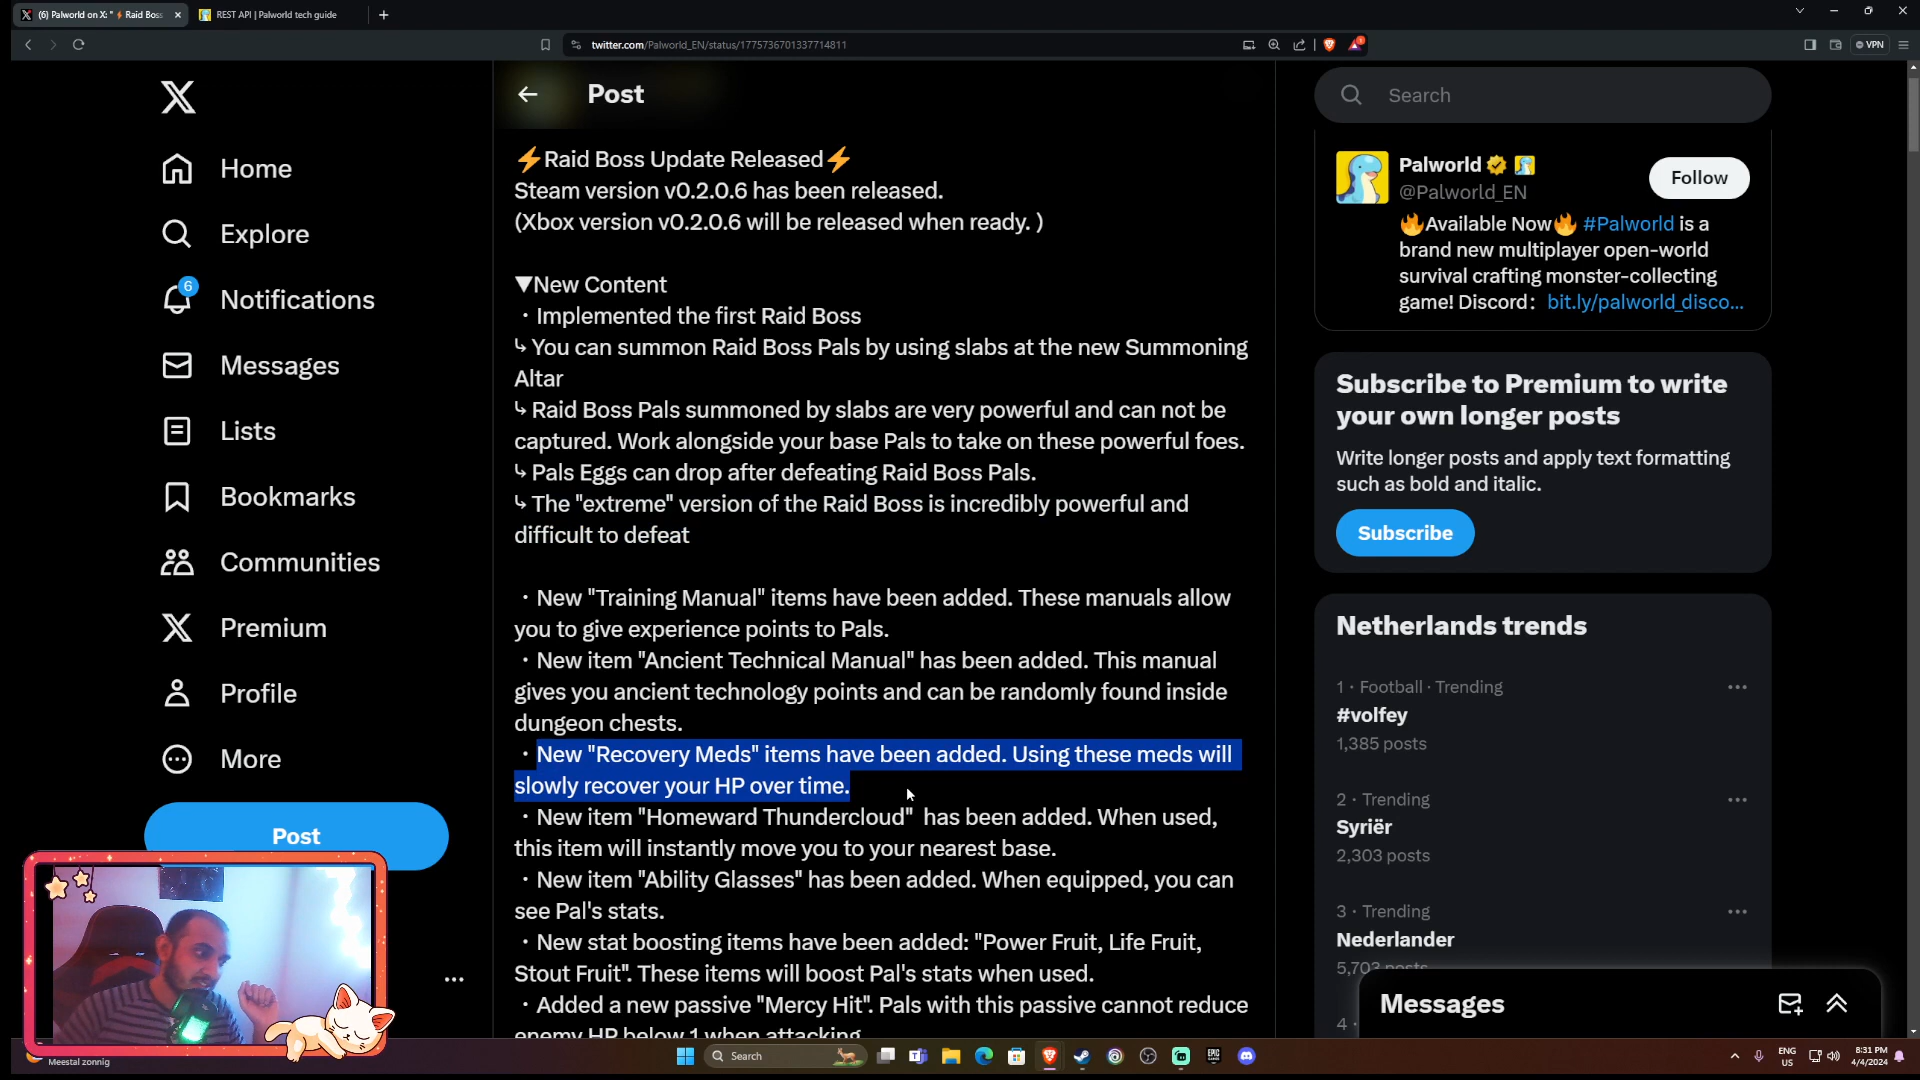 (6) Palworld on X: "⚡Raid Boss
REST API | Palworld tech guide
twitter.com/Palworld_EN/status/1775736701337714811
VPN
Home
Explore
6
Notifications
Messages
Lists
Bookmarks
Communities
Premium
Profile
More
Post
Post
⚡Raid Boss Update Released⚡
Steam version v0.2.0.6 has been released.
(Xbox version v0.2.0.6 will be released when ready. )
▼New Content
・Implemented the first Raid Boss
↳ You can summon Raid Boss Pals by using slabs at the new Summoning
Altar
↳ Raid Boss Pals summoned by slabs are very powerful and can not be
captured. Work alongside your base Pals to take on these powerful foes.
↳ Pals Eggs can drop after defeating Raid Boss Pals.
↳ The "extreme" version of the Raid Boss is incredibly powerful and
difficult to defeat
・New "Training Manual" items have been added. These manuals allow
you to give experience points to Pals.
・New item "Ancient Technical Manual" has been added. This manual
gives you ancient technology points and can be randomly found inside
dungeon chests.
・New "Recovery Meds" items have been added. Using these meds will
slowly recover your HP over time.
・New item "Homeward Thundercloud" has been added. When used,
this item will instantly move you to your nearest base.
・New item "Ability Glasses" has been added. When equipped, you can
see Pal's stats.
・New stat boosting items have been added: "Power Fruit, Life Fruit,
Stout Fruit". These items will boost Pal's stats when used.
・Added a new passive "Mercy Hit". Pals with this passive cannot reduce
enemy HP below 1 when attacking
Search
Palworld
@Palworld_EN
Follow
🔥Available Now🔥 #Palworld is a
brand new multiplayer open-world
survival crafting monster-collecting
game! Discord： bit.ly/palworld_disco...
Subscribe to Premium to write
your own longer posts
Write longer posts and apply text formatting
such as bold and italic.
Subscribe
Netherlands trends
1 · Football · Trending
#volfey
1,385 posts
2 · Trending
Syriër
2,303 posts
3 · Trending
Nederlander
5,703 posts
4 ·
Messages
Meestal zonnig
Search
ENG
US
8:31 PM
4/4/2024